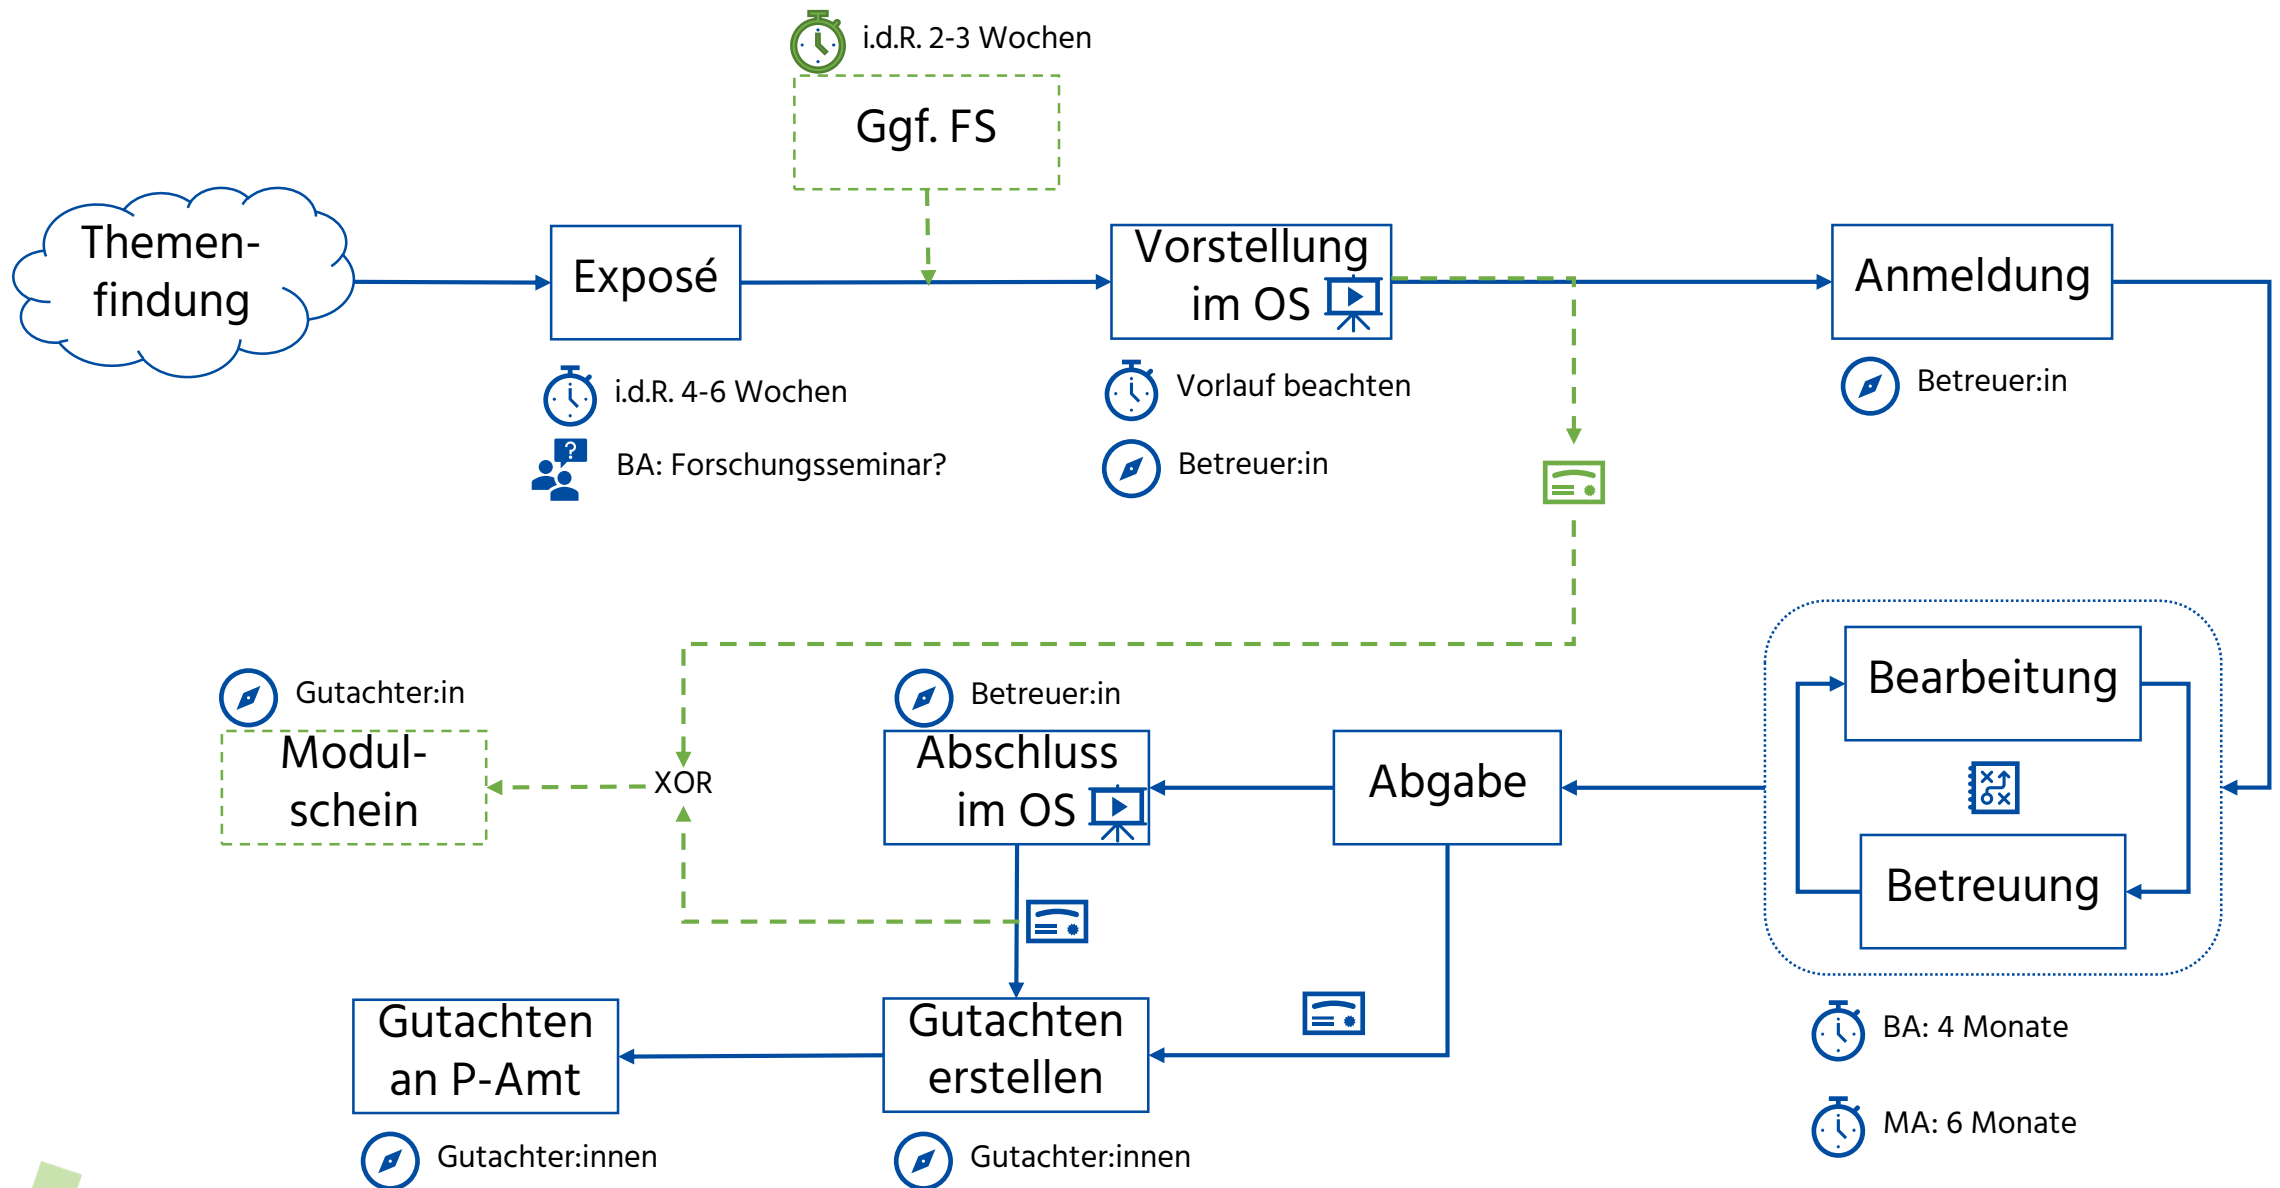 i.d.R. 2-3 Wochen
Ggf. FS
Themen-
findung
Exposé
Vorstellung
im OS
Anmeldung
i.d.R. 4-6 Wochen
BA: Forschungsseminar?
Vorlauf beachten
Betreuer:in
Betreuer:in
Gutachter:in
Modul-
schein
XOR
Betreuer:in
Abschluss
im OS
Abgabe
Bearbeitung
Betreuung
Gutachten
an P-Amt
Gutachter:innen
Gutachten
erstellen
Gutachter:innen
BA: 4 Monate
MA: 6 Monate